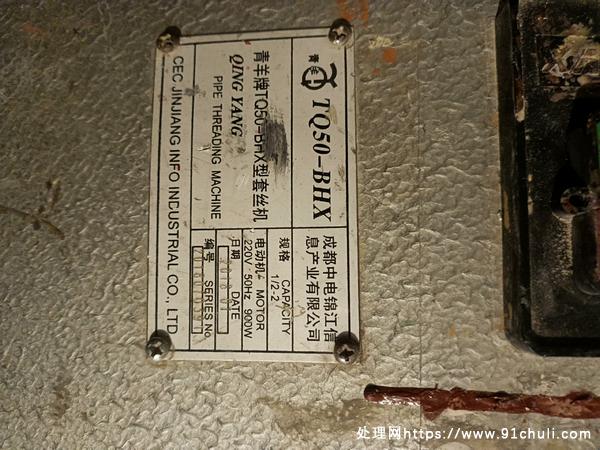 青羊 TQ50-BHX
青羊牌TQ50-BHX型套丝机
QING YANG
PIPE THREADING MACHINE
CEC JINJIANG INFO INDUSTRIAL CO., LTD
成都中电锦江信
息产业有限公司
规格 CAPACITY
1/2-2"
电动机 MOTOR
220V 50Hz 900W
日期 DATE
编号 SERIES No.
处理网https://www.91chuli.com/